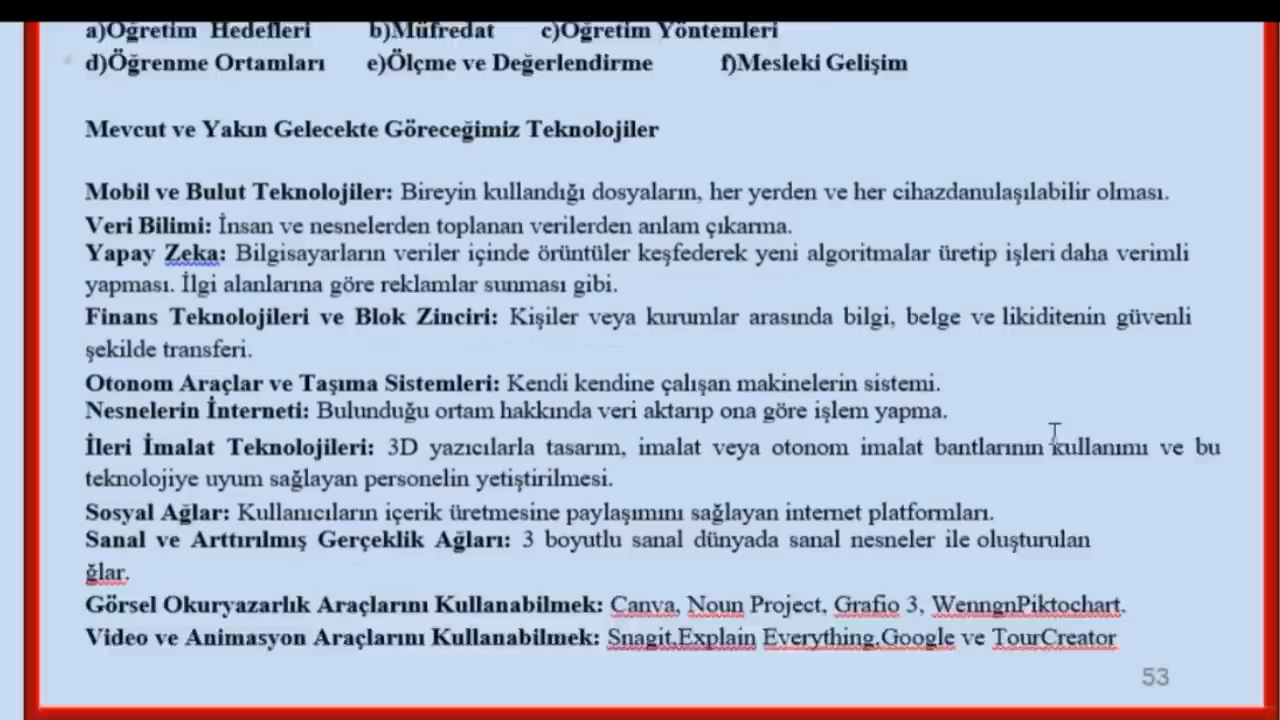 a)Öğretim Hedefleri b)Müfredat c)Öğretim Yöntemleri
d)Öğrenme Ortamları e)Ölçme ve Değerlendirme f)Mesleki Gelişim
Mevcut ve Yakın Gelecekte Göreceğimiz Teknolojiler
Mobil ve Bulut Teknolojiler: Bireyin kullandığı dosyaların, her yerden ve her cihazdanulaşılabilir olması.
Veri Bilimi: İnsan ve nesnelerden toplanan verilerden anlam çıkarma.
Yapay Zeka: Bilgisayarların veriler içinde örüntüler keşfederek yeni algoritmalar üretip işleri daha verimli
yapması. İlgi alanlarına göre reklamlar sunması gibi.
Finans Teknolojileri ve Blok Zinciri: Kişiler veya kurumlar arasında bilgi, belge ve likiditenin güvenli
şekilde transferi.
Otonom Araçlar ve Taşıma Sistemleri: Kendi kendine çalışan makinelerin sistemi.
Nesnelerin İnterneti: Bulunduğu ortam hakkında veri aktarıp ona göre işlem yapma.
İleri İmalat Teknolojileri: 3D yazıcılarla tasarım, imalat veya otonom imalat bantlarının kullanımı ve bu
teknolojiye uyum sağlayan personelin yetiştirilmesi.
Sosyal Ağlar: Kullanıcıların içerik üretmesine paylaşımını sağlayan internet platformları.
Sanal ve Arttırılmış Gerçeklik Ağları: 3 boyutlu sanal dünyada sanal nesneler ile oluşturulan
ğlar.
Görsel Okuryazarlık Araçlarını Kullanabilmek: Canva, Noun Project, Grafio 3, WenngnPiktochart.
Video ve Animasyon Araçlarını Kullanabilmek: Snagit,Explain Everything,Google ve TourCreator
53